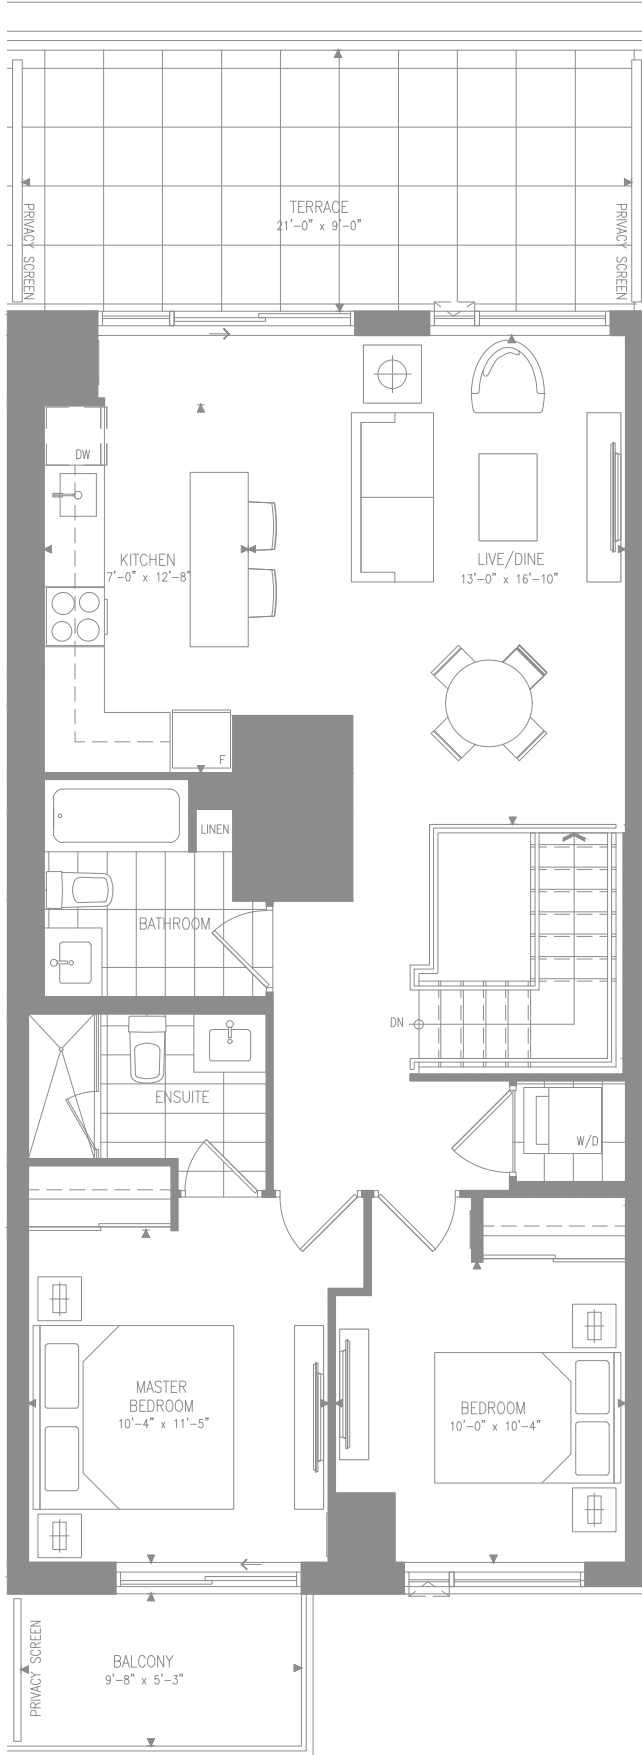 TERRACE
21'-0" x 9'-0"
PRIVACY SCREEN
PRIVACY SCREEN
DW
KITCHEN
7'-0" x 12'-8"
LIVE/DINE
13'-0" x 16'-10"
F
LINEN
BATHROOM
DN
ENSUITE
W/D
MASTER
BEDROOM
10'-4" x 11'-5"
BEDROOM
10'-0" x 10'-4"
PRIVACY SCREEN
BALCONY
9'-8" x 5'-3"